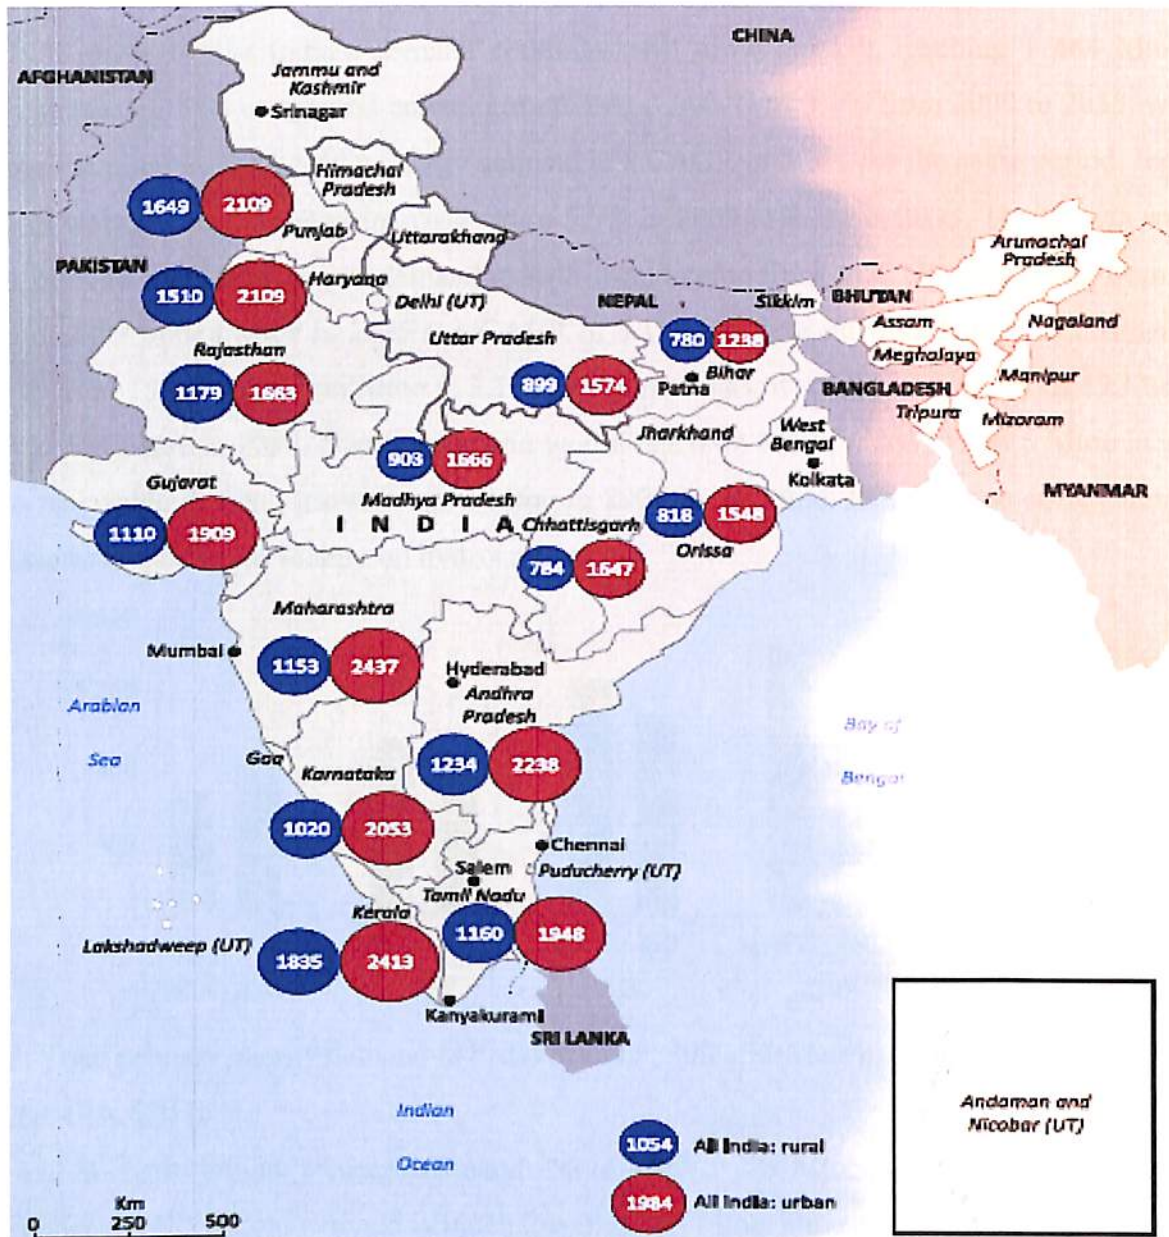 CHINA
AFGHANISTAN
Jammu and
Kashmir
Srinagar
Himachal
Pradesh
1649
2109
Punjab
Uttarakhand
Arunachal
Pradesh
PAKISTAN
Haryana
1510
2109
Delhi (UT)
NEPAL
Sikkim
BHUTAN
Assam
Nagaland
Uttar Pradesh
780
1238
Rajasthan
Meghalaya
Bihar
Manipur
1179
1663
899
1574
Patna
BANGLADESH
Tripura
Mizoram
Jharkhand
West
Bengal
903
1666
Kolkata
Gujarat
Madhya Pradesh
MYANMAR
INDIA
Chhattisgarh
818
1548
1110
1909
Orissa
784
1647
Maharashtra
Mumbai
1153
2437
Hyderabad
Andhra
Pradesh
Arabian
Sea
Bay of
Goa
Karnataka
1234
2238
1020
2053
Chennai
Salem
Puducherry (UT)
Tamil Nadu
Kerala
1160
1948
Lakshadweep (UT)
1835
2413
Kanyakurami
SRI LANKA
Indian
Ocean
Andaman and
Nicobar (UT)
1054 All India: rural
1984 All India: urban
Km
0 250 500